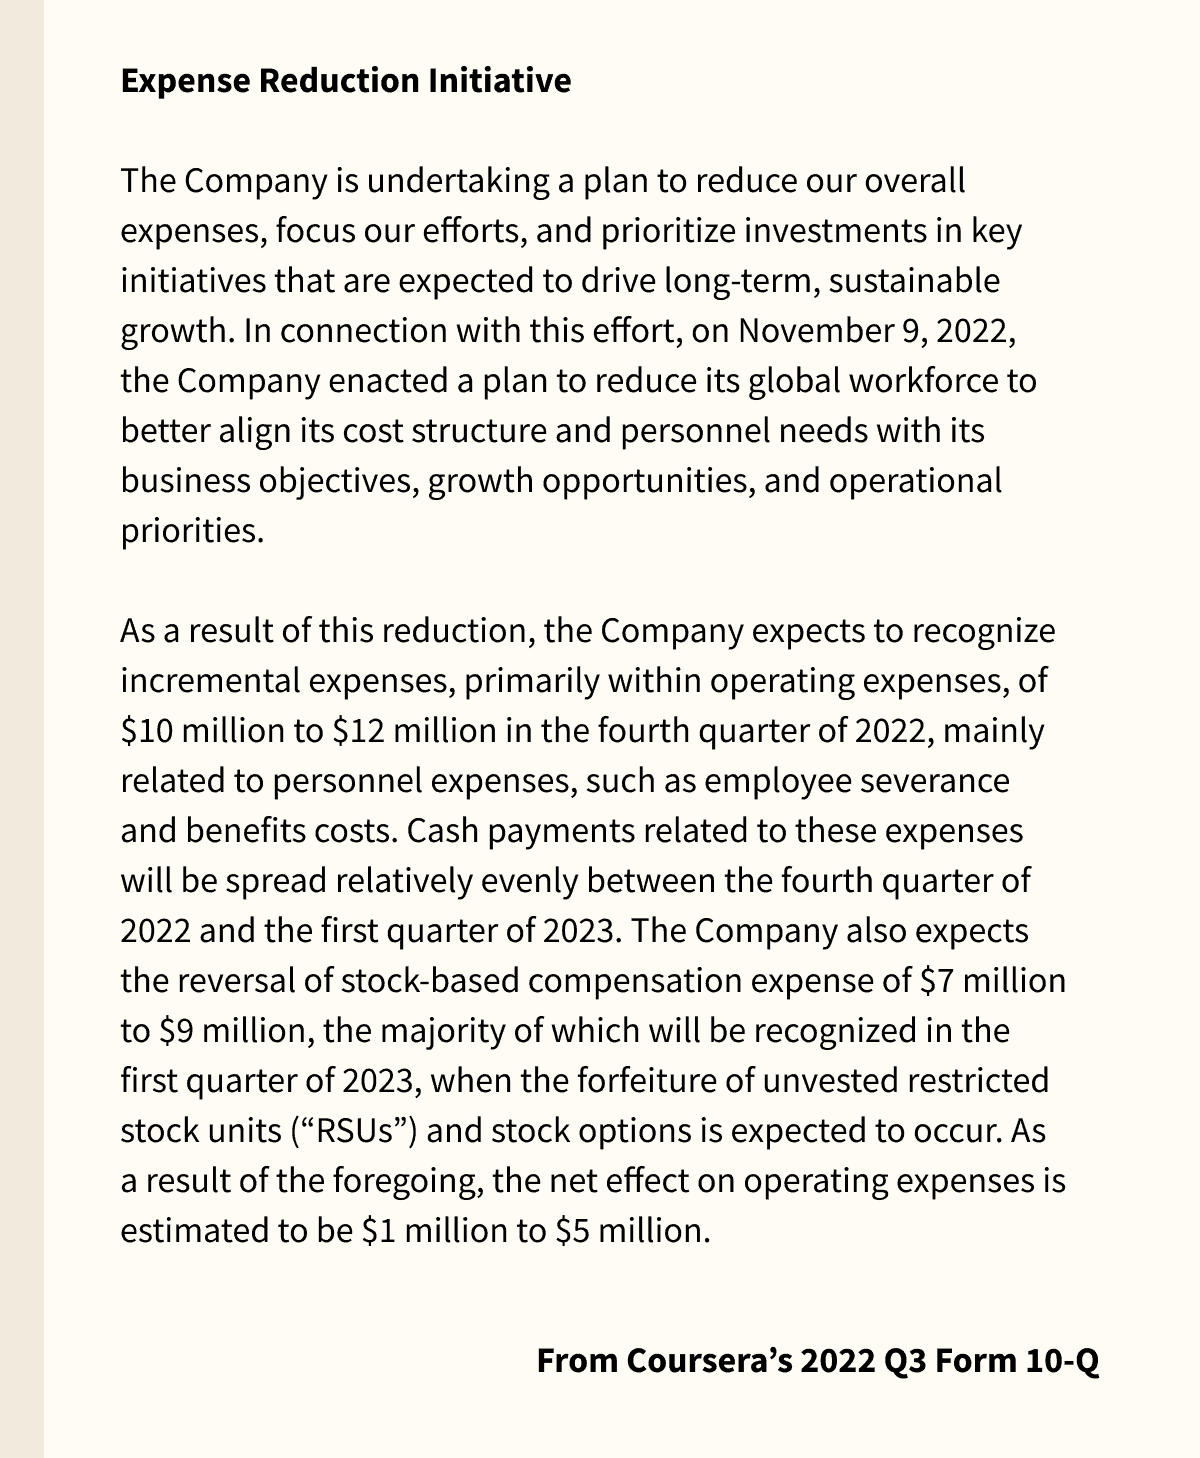 Expense Reduction Initiative
The Company is undertaking a plan to reduce our overall
expenses, focus our efforts, and prioritize investments in key
initiatives that are expected to drive long-term, sustainable
growth. In connection with this effort, on November 9, 2022,
the Company enacted a plan to reduce its global workforce to
better align its cost structure and personnel needs with its
business objectives, growth opportunities, and operational
priorities.
As a result of this reduction, the Company expects to recognize
incremental expenses, primarily within operating expenses, of
$10 million to $12 million in the fourth quarter of 2022, mainly
related to personnel expenses, such as employee severance
and benefits costs. Cash payments related to these expenses
will be spread relatively evenly between the fourth quarter of
2022 and the first quarter of 2023. The Company also expects
the reversal of stock-based compensation expense of $7 million
to $9 million, the majority of which will be recognized in the
first quarter of 2023, when the forfeiture of unvested restricted
stock units (“RSUs”) and stock options is expected to occur. As
a result of the foregoing, the net effect on operating expenses is
estimated to be $1 million to $5 million.
From Coursera’s 2022 Q3 Form 10-Q